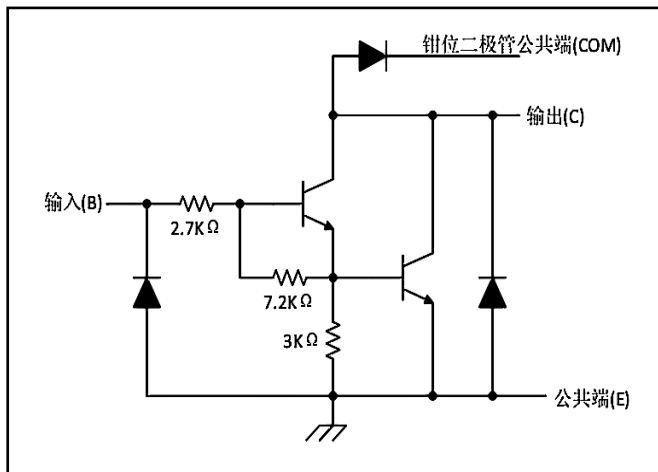 钳位二极管公共端(COM)
输出(C)
输入(B)
2.7KΩ
7.2KΩ
3KΩ
公共端(E)